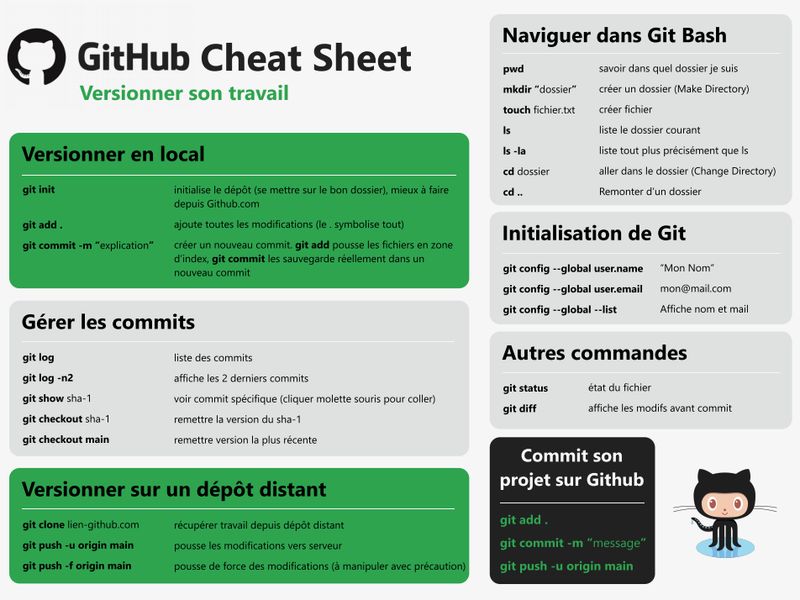 GitHub Cheat Sheet
Versionner son travail
Versionner en local
git init initialise le dépôt (se mettre sur le bon dossier), mieux à faire
depuis Github.com
git add . ajoute toutes les modifications (le . symbolise tout)
git commit -m “explication” créer un nouveau commit. git add pousse les fichiers en zone
d’index, git commit les sauvegarde réellement dans un
nouveau commit
Gérer les commits
git log liste des commits
git log -n2 affiche les 2 derniers commits
git show sha-1 voir commit spécifique (cliquer molette souris pour coller)
git checkout sha-1 remettre la version du sha-1
git checkout main remettre version la plus récente
Versionner sur un dépôt distant
git clone lien-github.com récupérer travail depuis dépôt distant
git push -u origin main pousse les modifications vers serveur
git push -f origin main pousse de force des modifications (à manipuler avec précaution)
Naviguer dans Git Bash
pwd savoir dans quel dossier je suis
mkdir “dossier” créer un dossier (Make Directory)
touch fichier.txt créer fichier
ls liste le dossier courant
ls -la liste tout plus précisément que ls
cd dossier aller dans le dossier (Change Directory)
cd .. Remonter d’un dossier
Initialisation de Git
git config --global user.name “Mon Nom”
git config --global user.email mon@mail.com
git config --global --list Affiche nom et mail
Autres commandes
git status état du fichier
git diff affiche les modifs avant commit
Commit son
projet sur Github
git add .
git commit -m “message”
git push -u origin main